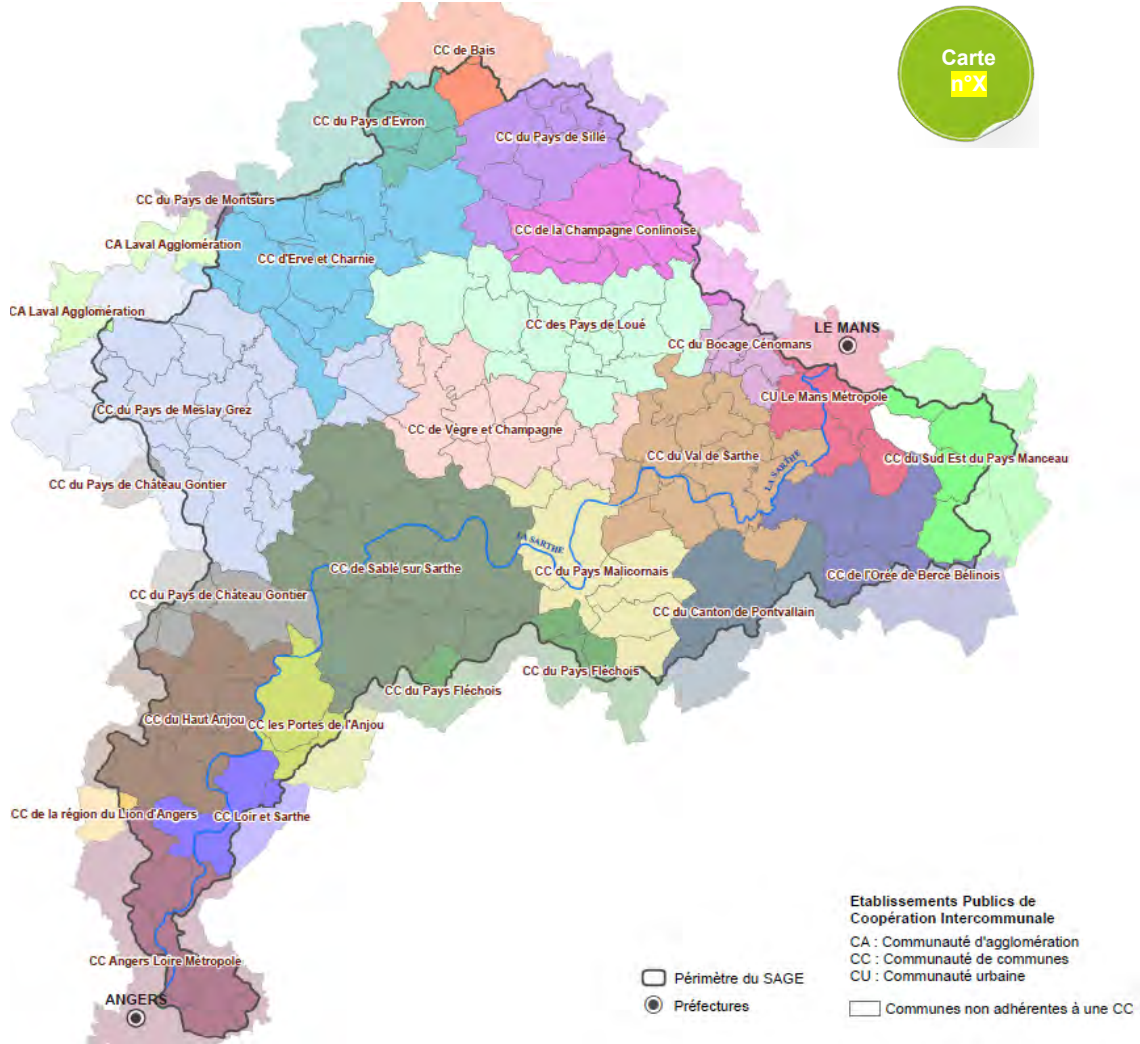 Carte
n°X
CC de Bais
CC du Pays d'Evron
CC du Pays de Sillé
CC du Pays de Montsûrs
CA Laval Agglomération
CC d'Erve et Charnie
CC de la Champagne Conlinoise
CA Laval Agglomération
CC des Pays de Loué
LE MANS
CC du Bocage Cénomans
CU Le Mans Métropole
CC du Pays de Meslay Grez
CC de Vègre et Champagne
CC du Val de Sarthe
CC du Sud Est du Pays Manceau
LA SARTHE
CC du Pays de Château Gontier
LA SARTHE
CC de Sablé sur Sarthe
CC du Pays Malicornais
CC de l'Orée de Bercé Bélinois
CC du Pays de Château Gontier
CC du Canton de Pontvallain
CC du Pays Fléchois
CC du Pays Fléchois
CC du Haut Anjou
CC les Portes de l'Anjou
CC de la région du Lion d'Angers
CC Loir et Sarthe
CC Angers Loire Métropole
ANGERS
Etablissements Publics de
Coopération Intercommunale
CA : Communauté d'agglomération
CC : Communauté de communes
CU : Communauté urbaine
Périmètre du SAGE
Préfectures
Communes non adhérentes à une CC